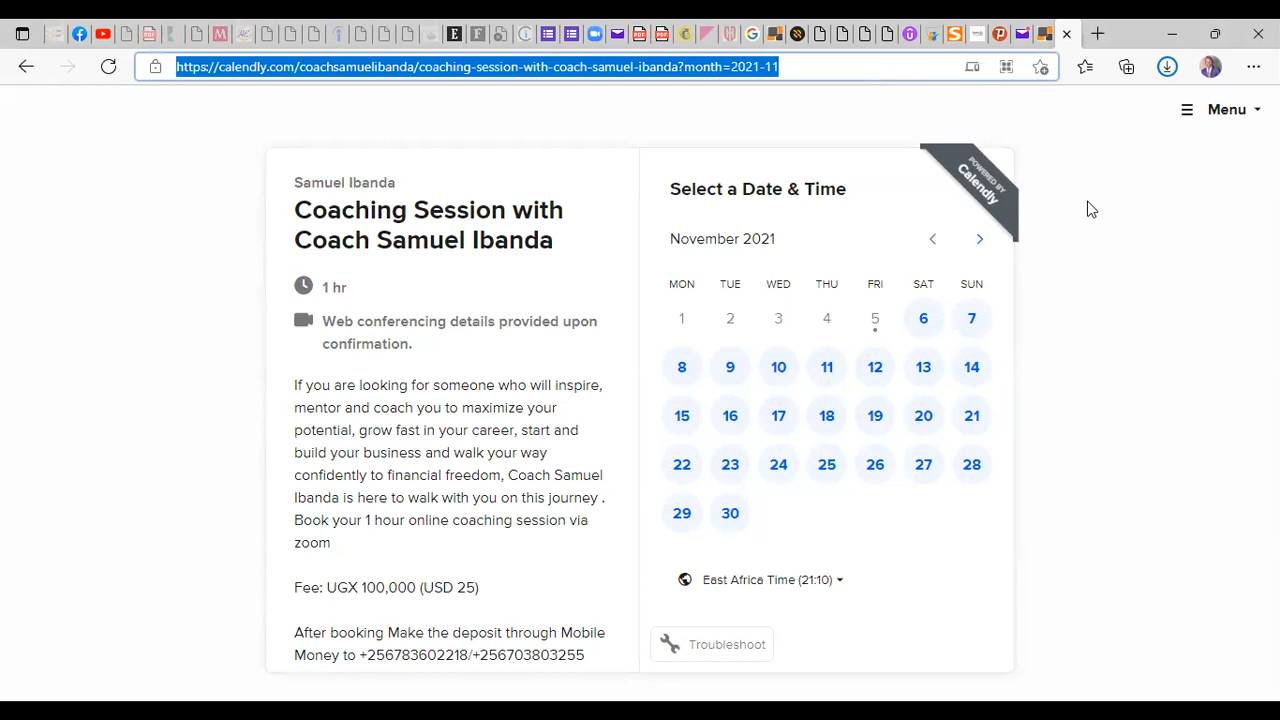 https://calendly.com/coachsamuelibanda/coaching-session-with-coach-samuel-ibanda?month=2021-11
Menu
POWERED BY
Calendly
Samuel Ibanda
Coaching Session with
Coach Samuel Ibanda
1 hr
Web conferencing details provided upon
confirmation.
If you are looking for someone who will inspire,
mentor and coach you to maximize your
potential, grow fast in your career, start and
build your business and walk your way
confidently to financial freedom, Coach Samuel
Ibanda is here to walk with you on this journey .
Book your 1 hour online coaching session via
zoom
Fee: UGX 100,000 (USD 25)
After booking Make the deposit through Mobile
Money to +256783602218/+256703803255
Select a Date & Time
November 2021
MON TUE WED THU FRI SAT SUN
1 2 3 4 5 6 7
8 9 10 11 12 13 14
15 16 17 18 19 20 21
22 23 24 25 26 27 28
29 30
East Africa Time (21:10)
Troubleshoot